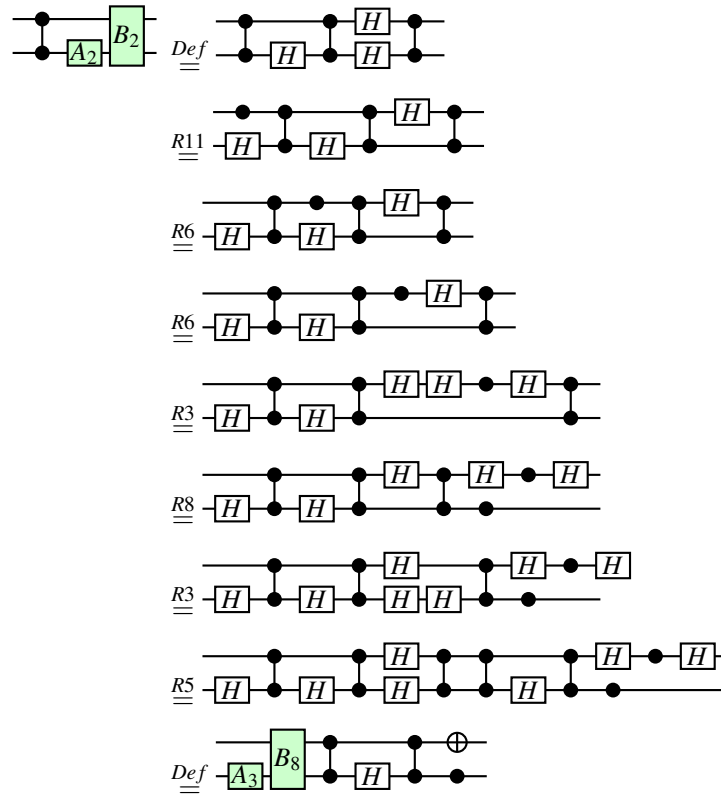 B₂ H
A₂ Def = H H
H
R11 = H H
H
R6 = H H
H
R6 = H H
H H H
R3 = H H
H H H
R8 = H H
H H H
R3 = H H H H
H H H
R5 = H H H H
B₈
Def = A₃ H